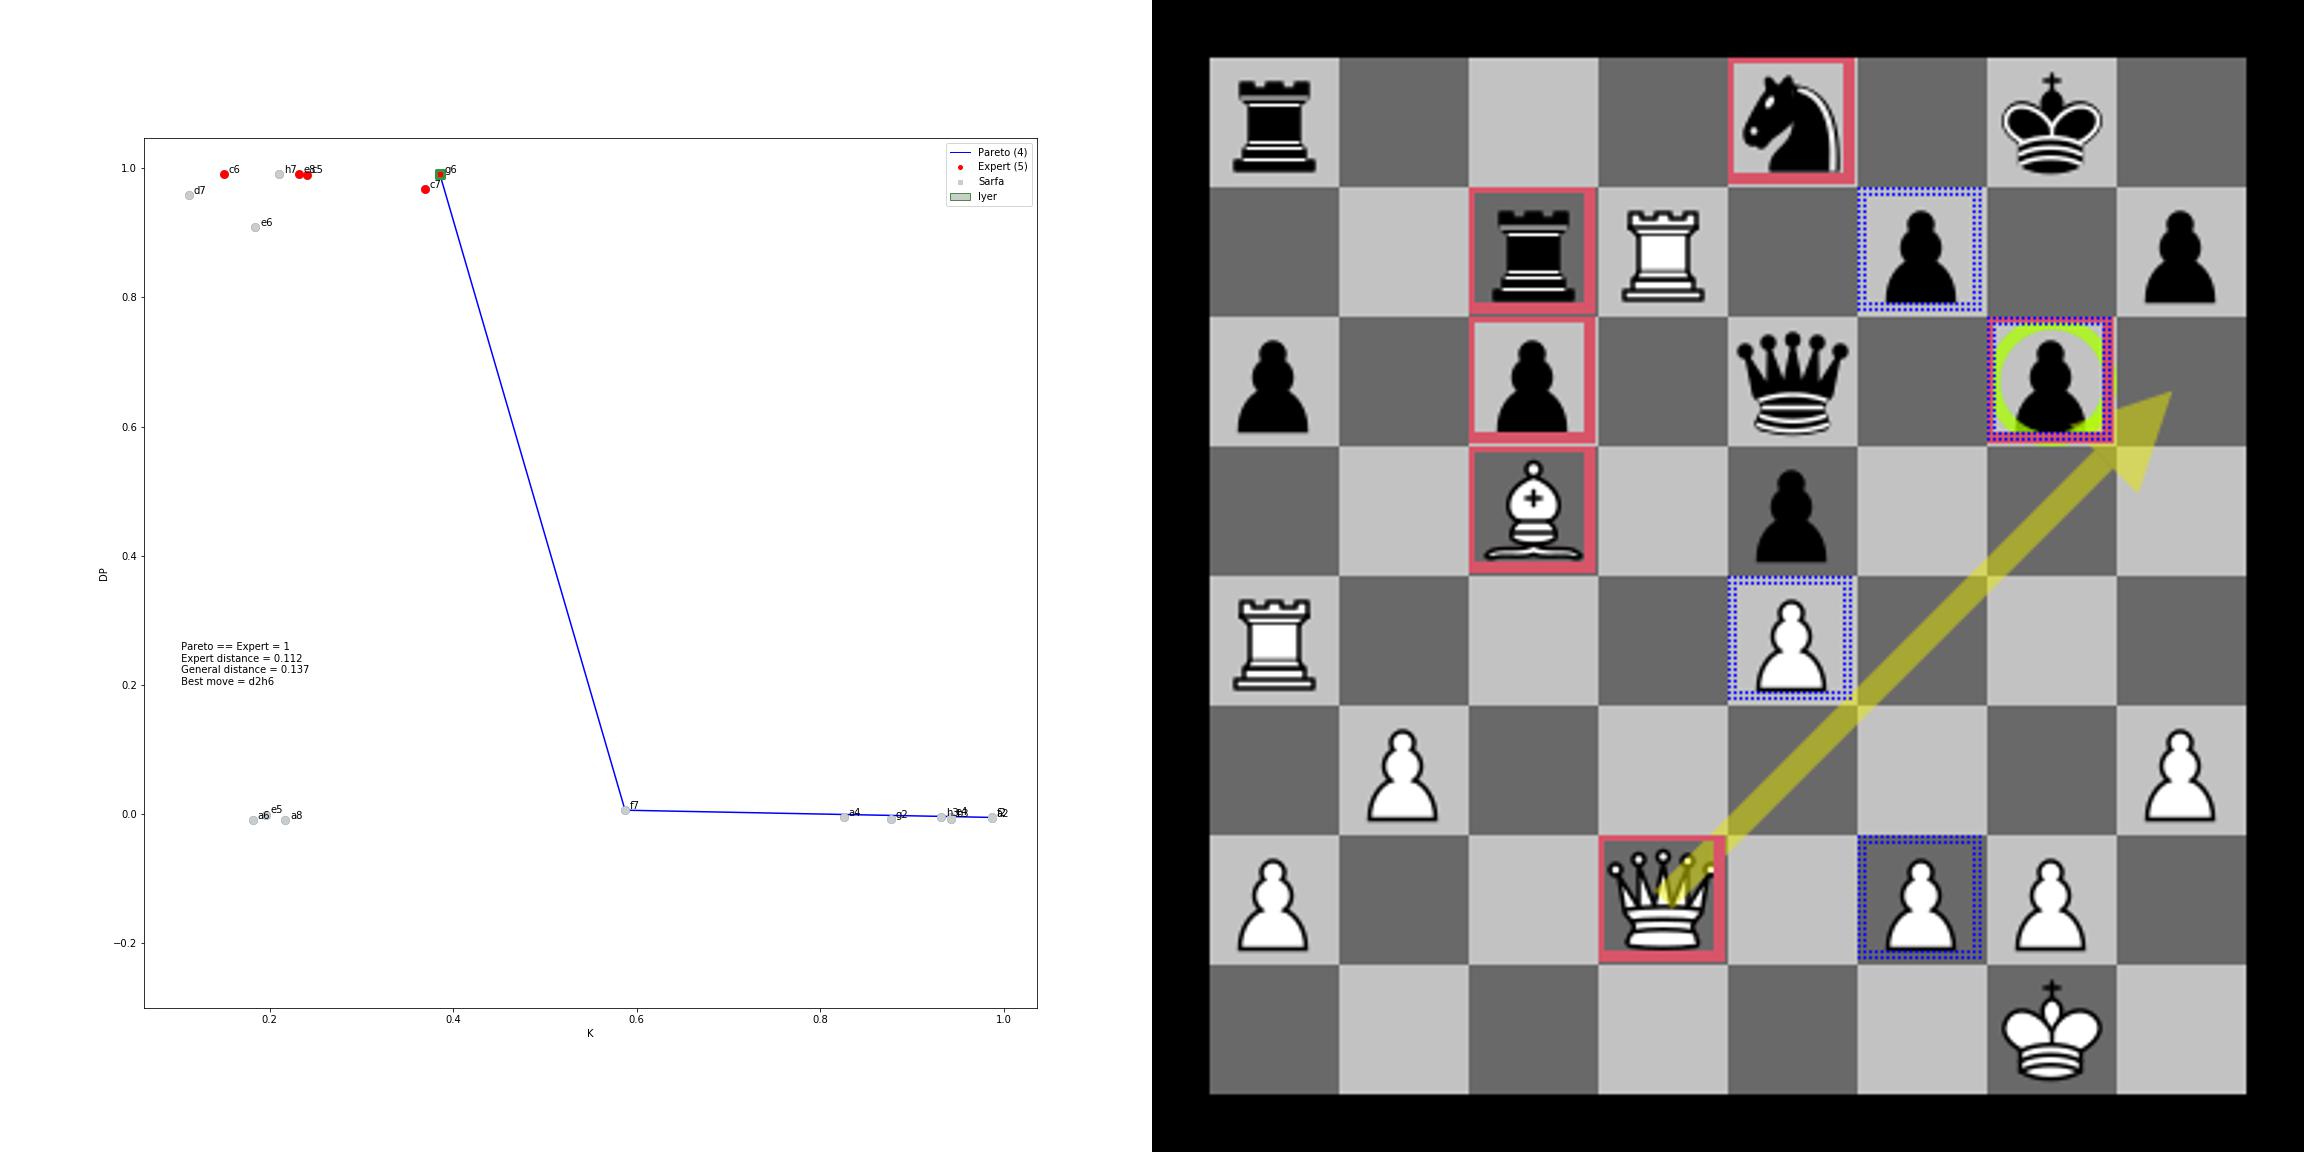 Pareto (4)
Expert (5)
Sarfa
Iyer
1.0
0.8
0.6
0.4
0.2
0.0
−0.2
DP
c6
h7
g6
c7
d7
e6
Pareto == Expert = 1
Expert distance = 0.112
General distance = 0.137
Best move = d2h6
e5
a6
a8
f7
a4
g2
0.2
0.4
0.6
0.8
1.0
K